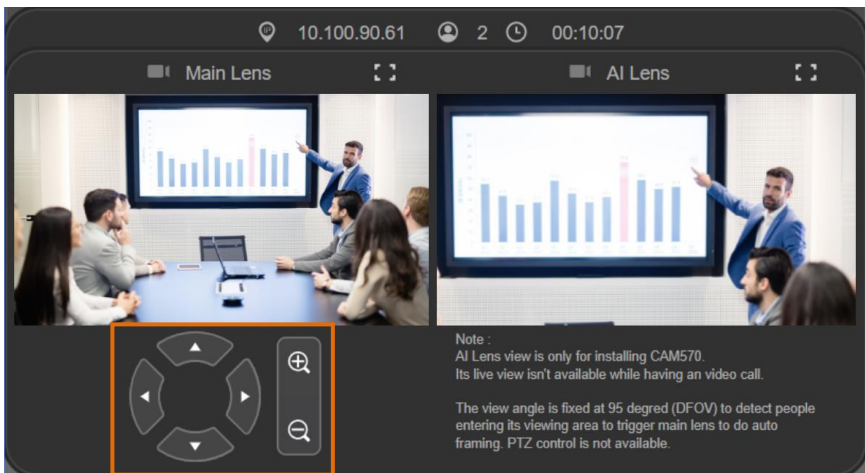 IP 10.100.90.61 2 00:10:07
Main Lens
AI Lens
Note :
AI Lens view is only for installing CAM570.
Its live view isn't available while having an video call.
The view angle is fixed at 95 degred (DFOV) to detect people
entering its viewing area to trigger main lens to do auto
framing. PTZ control is not available.